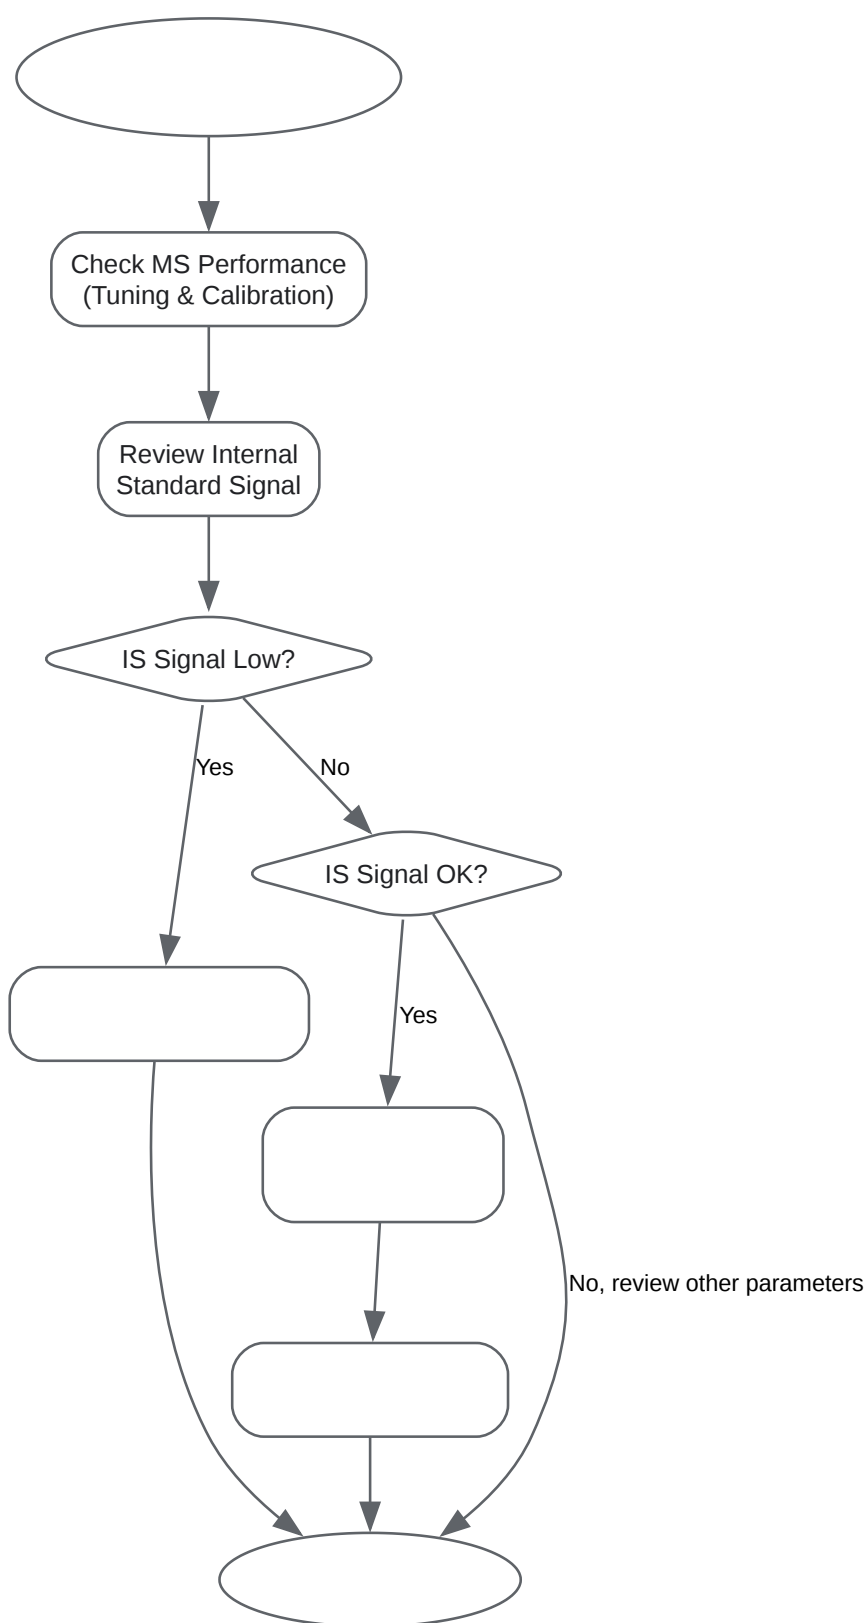 Check MS Performance
(Tuning & Calibration)
Review Internal
Standard Signal
IS Signal Low?
Yes
No
IS Signal OK?
Yes
No, review other parameters